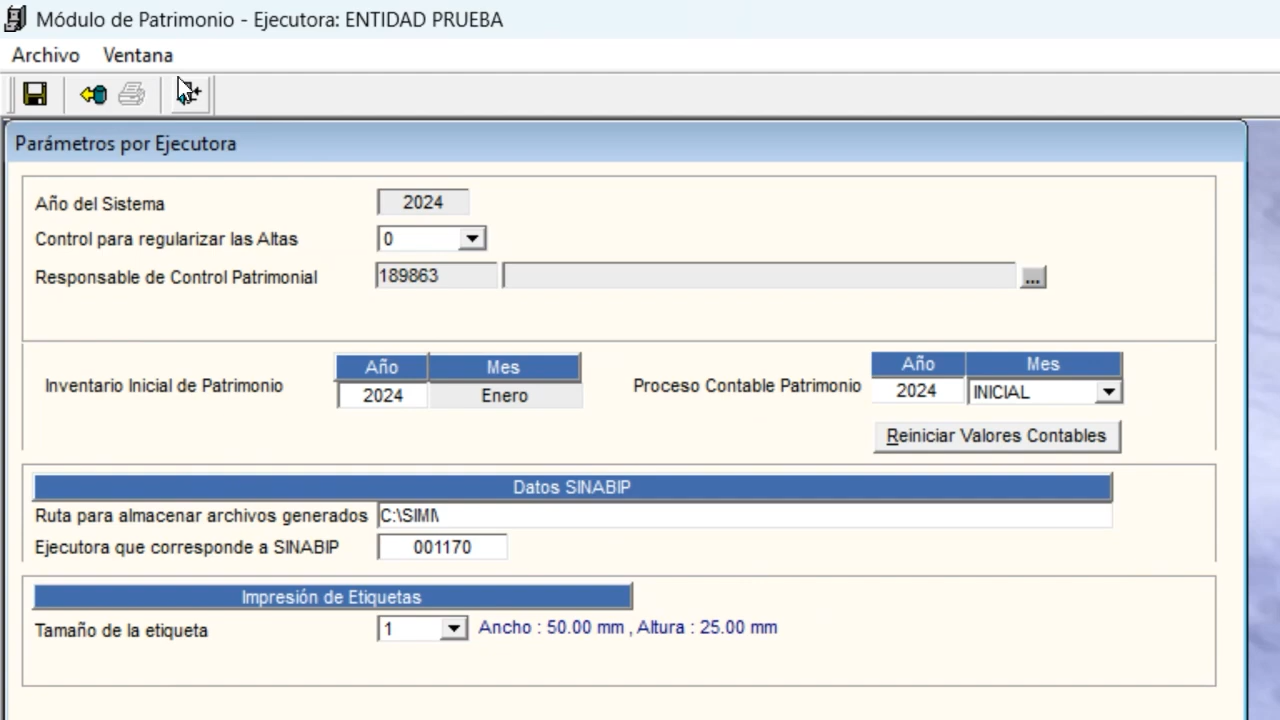 Módulo de Patrimonio - Ejecutora: ENTIDAD PRUEBA
Archivo Ventana
Parámetros por Ejecutora
Año del Sistema 2024
Control para regularizar las Altas 0
Responsable de Control Patrimonial 189863 ...
Año Mes Año Mes
Inventario Inicial de Patrimonio 2024 Enero Proceso Contable Patrimonio 2024 INICIAL
Reiniciar Valores Contables
Datos SINABIP
Ruta para almacenar archivos generados C:\SIMI\
Ejecutora que corresponde a SINABIP 001170
Impresión de Etiquetas
Tamaño de la etiqueta 1 Ancho : 50.00 mm , Altura : 25.00 mm